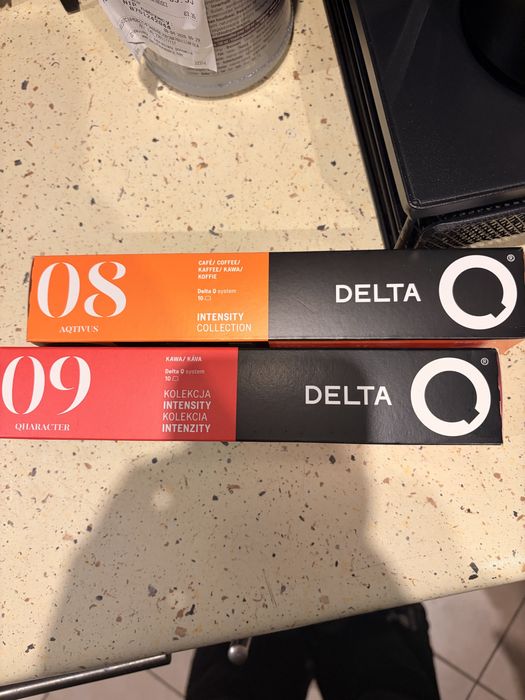 08
AQTIVUS
CAFÉ/ COFFEE/
KAFFEE/ KAWA/
KOFFIE
Delta Q system
10
INTENSITY
COLLECTION
DELTA Q®
09
QHARACTER
KAWA/ KÁVA
Delta Q system
10
KOLEKCJA
INTENSITY
KOLEKCIA
INTENZITY
DELTA Q®